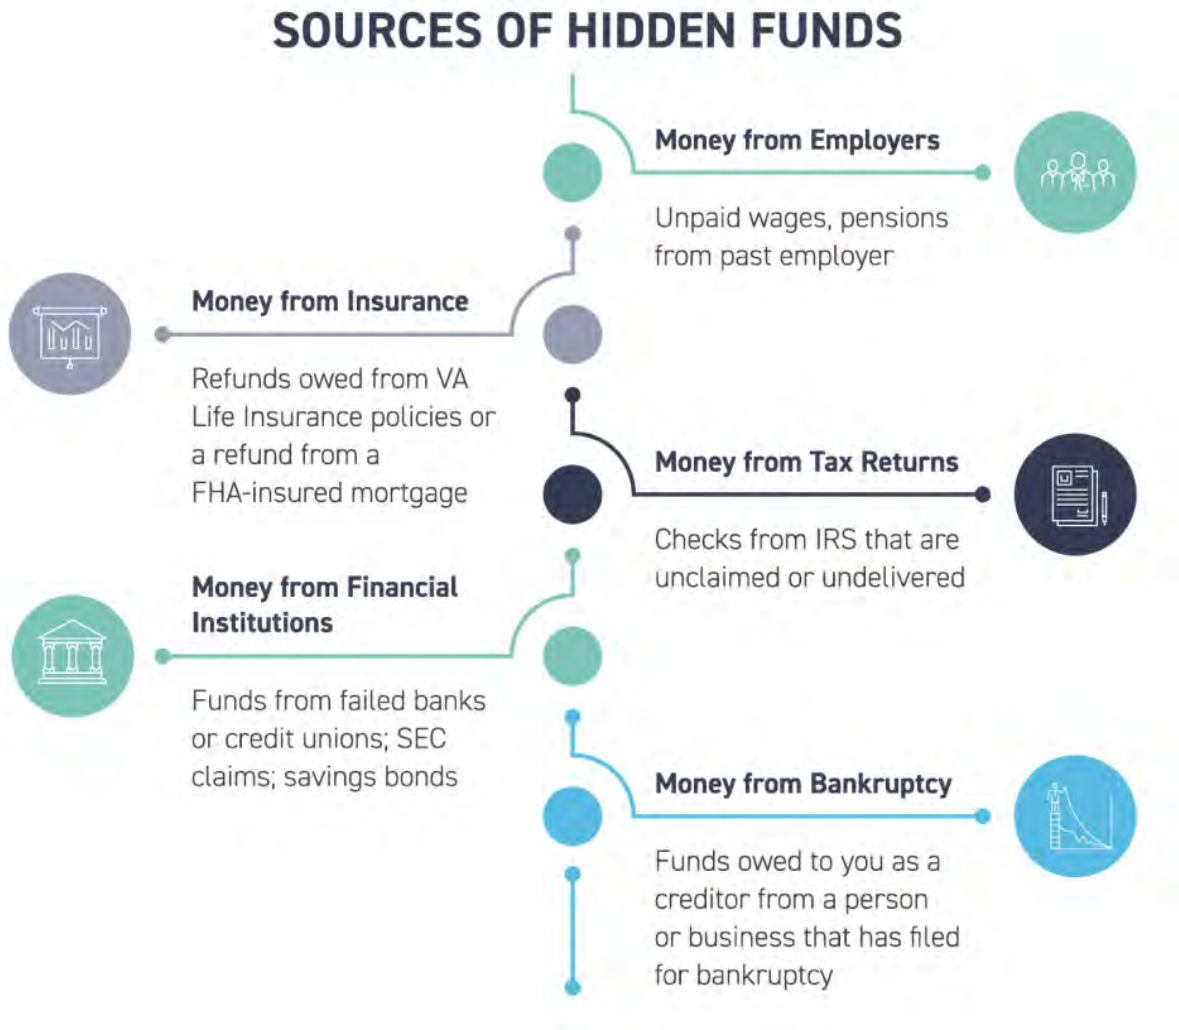 SOURCES OF HIDDEN FUNDS
Money from Employers
Unpaid wages, pensions
from past employer
Money from Insurance
Refunds owed from VA
Life Insurance policies or
a refund from a
FHA-insured mortgage
Money from Tax Returns
Checks from IRS that are
unclaimed or undelivered
Money from Financial
Institutions
Funds from failed banks
or credit unions; SEC
claims; savings bonds
Money from Bankruptcy
Funds owed to you as a
creditor from a person
or business that has filed
for bankruptcy